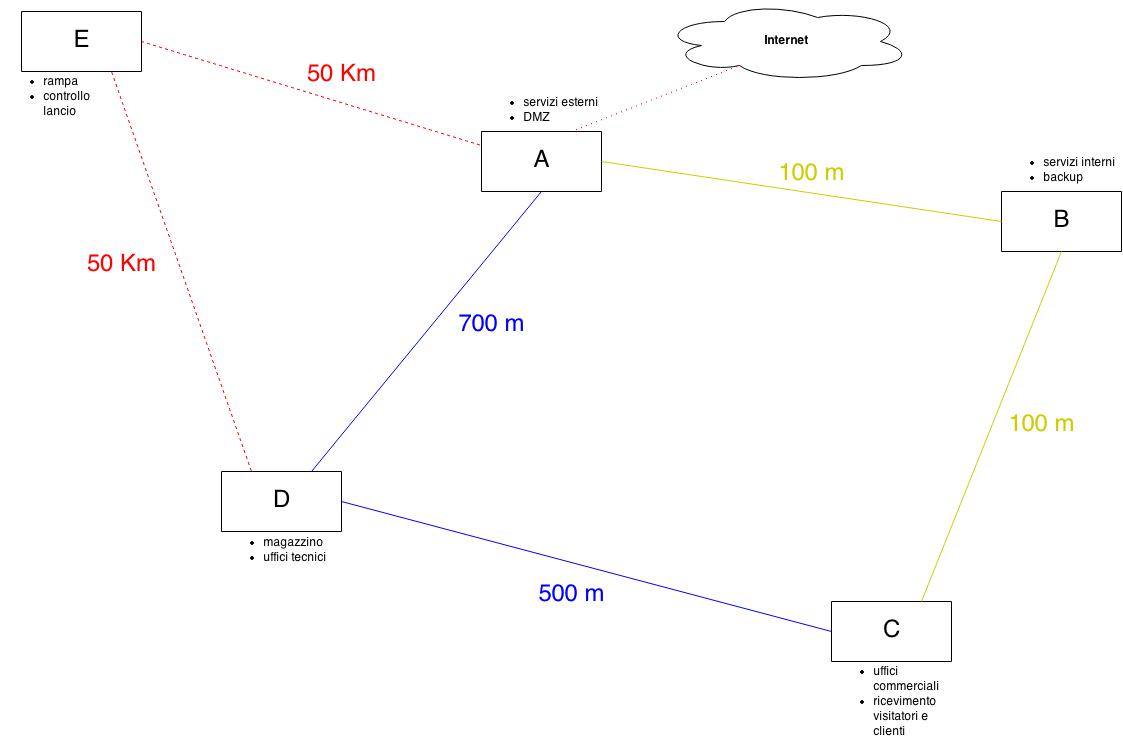 E
• rampa
• controllo
lancio
50 Km
Internet
• servizi esterni
• DMZ
A
100 m
• servizi interni
• backup
B
50 Km
700 m
100 m
D
• magazzino
• uffici tecnici
500 m
C
• uffici
commerciali
• ricevimento
visitatori e
clienti